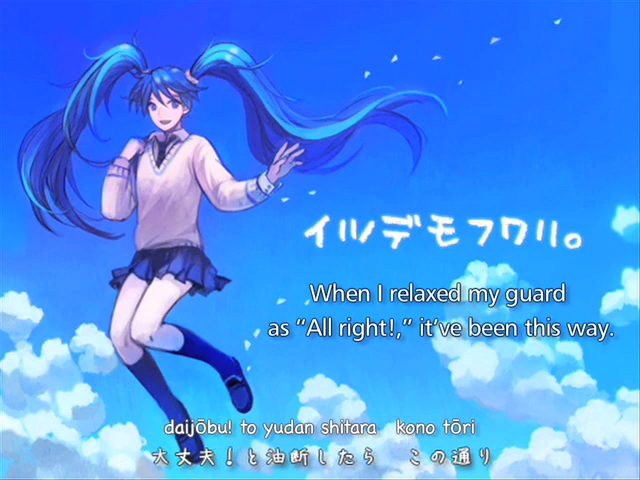 イツデモフワリ。
When I relaxed my guard
as “All right!,” it’ve been this way.
daijōbu! to yudan shitara kono tōri
大丈夫！と油断したら この通り